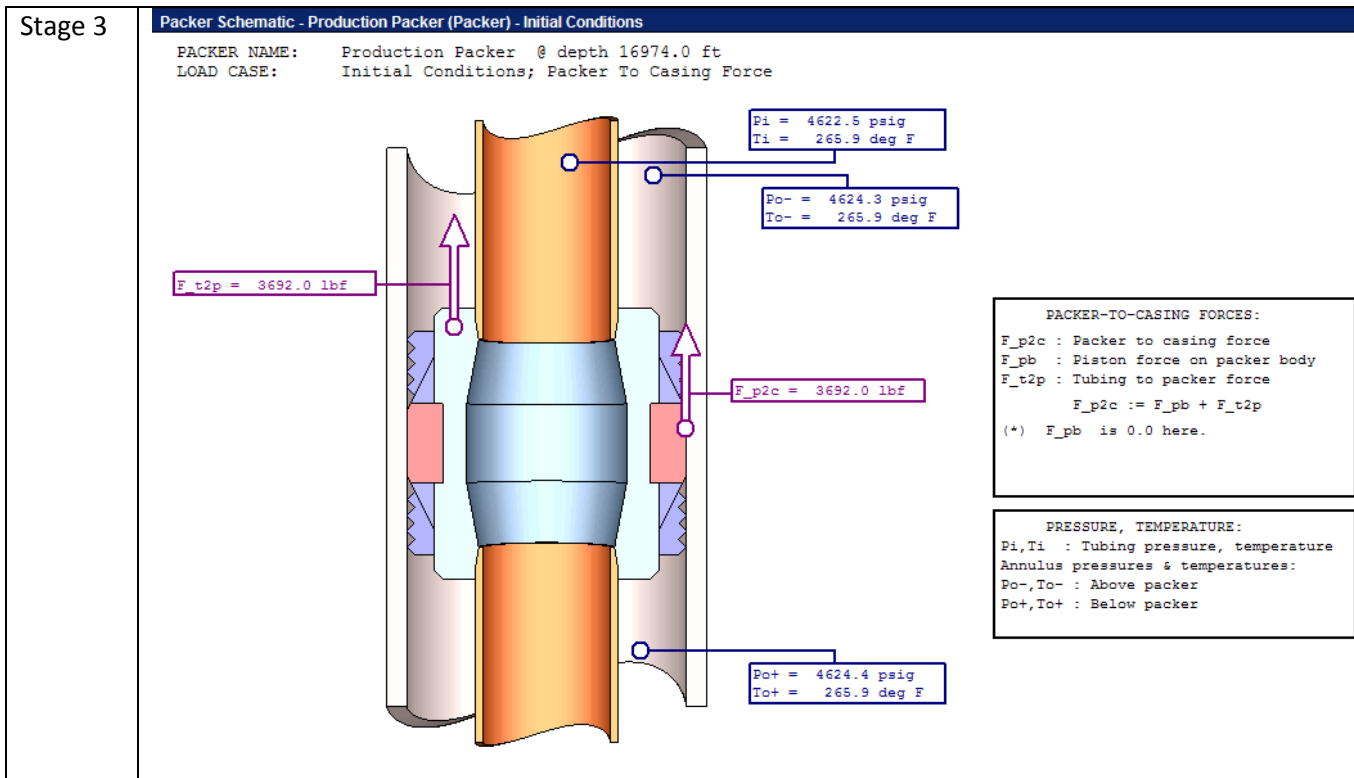 Stage 3
Packer Schematic - Production Packer (Packer) - Initial Conditions
PACKER NAME: Production Packer @ depth 16974.0 ft
LOAD CASE: Initial Conditions; Packer To Casing Force
Pi = 4622.5 psig
Ti = 265.9 deg F
Po- = 4624.3 psig
To- = 265.9 deg F
F_t2p = 3692.0 lbf
F_p2c = 3692.0 lbf
PACKER-TO-CASING FORCES:
F_p2c : Packer to casing force
F_pb : Piston force on packer body
F_t2p : Tubing to packer force
F_p2c := F_pb + F_t2p
(*) F_pb is 0.0 here.
PRESSURE, TEMPERATURE:
Pi,Ti : Tubing pressure, temperature
Annulus pressures & temperatures:
Po-,To- : Above packer
Po+,To+ : Below packer
Po+ = 4624.4 psig
To+ = 265.9 deg F